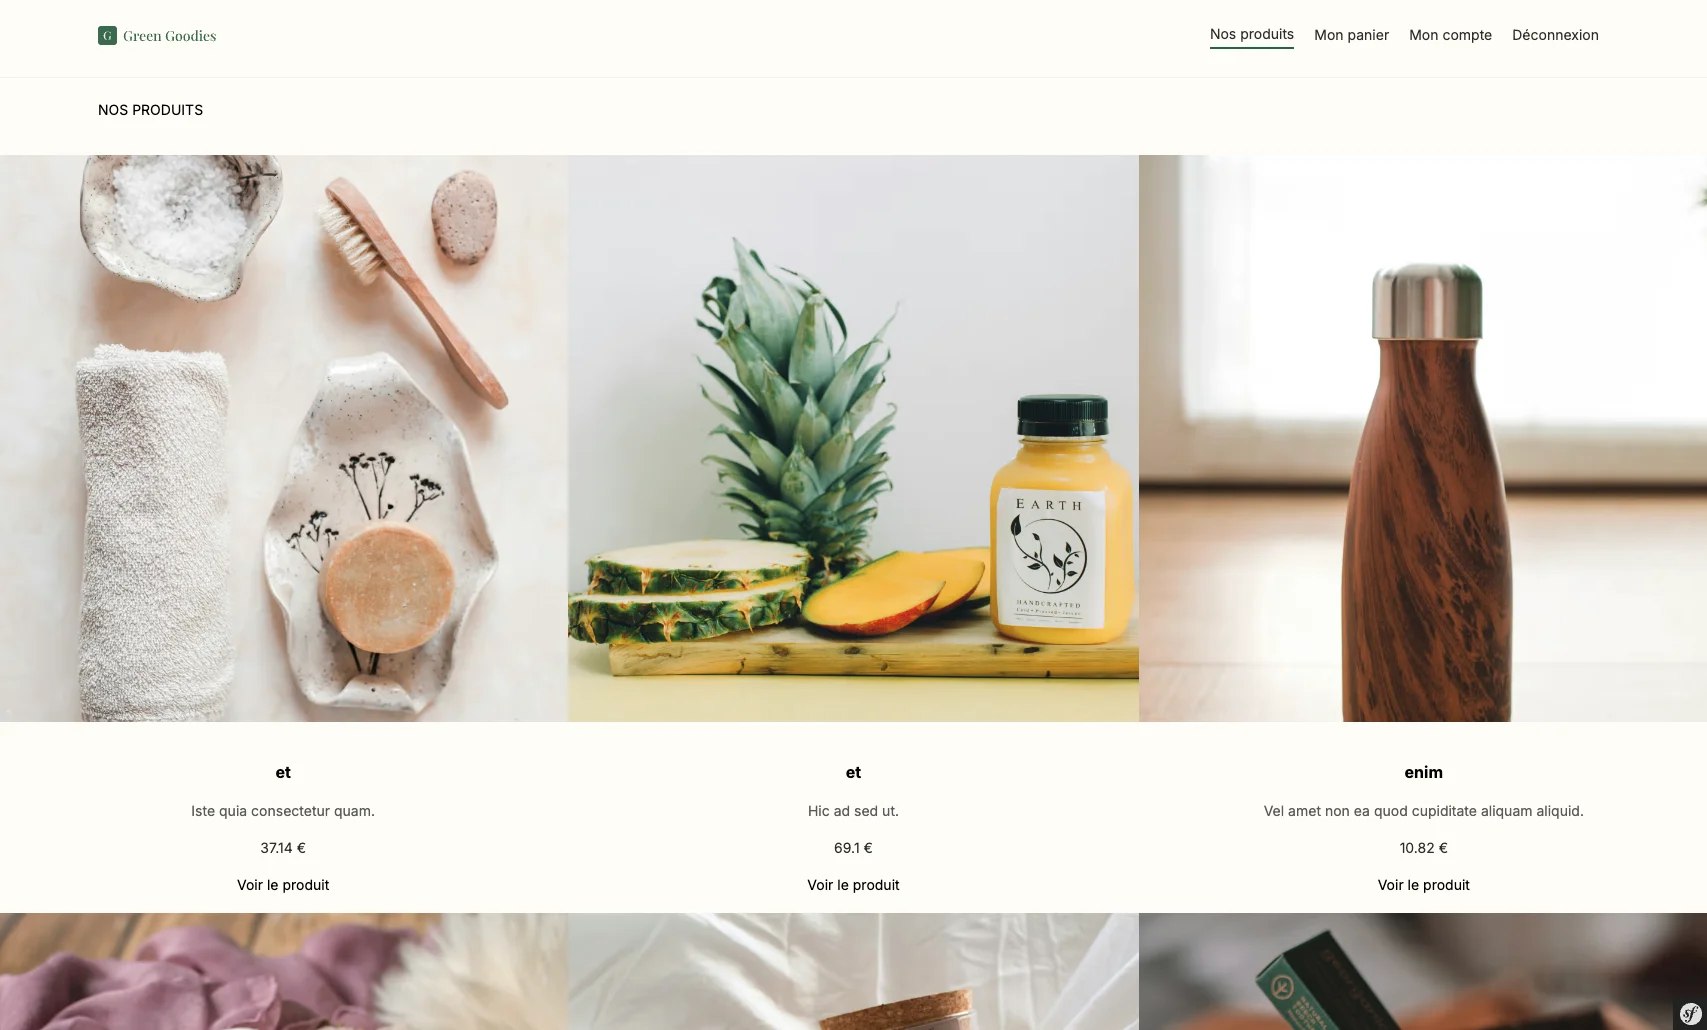 G Green Goodies
Nos produits Mon panier Mon compte Déconnexion
NOS PRODUITS
EARTH
HANDCRAFTED
et
Iste quia consectetur quam.
37.14 €
Voir le produit
et
Hic ad sed ut.
69.1 €
Voir le produit
enim
Vel amet non ea quod cupiditate aliquam aliquid.
10.82 €
Voir le produit
NATURAL
sf